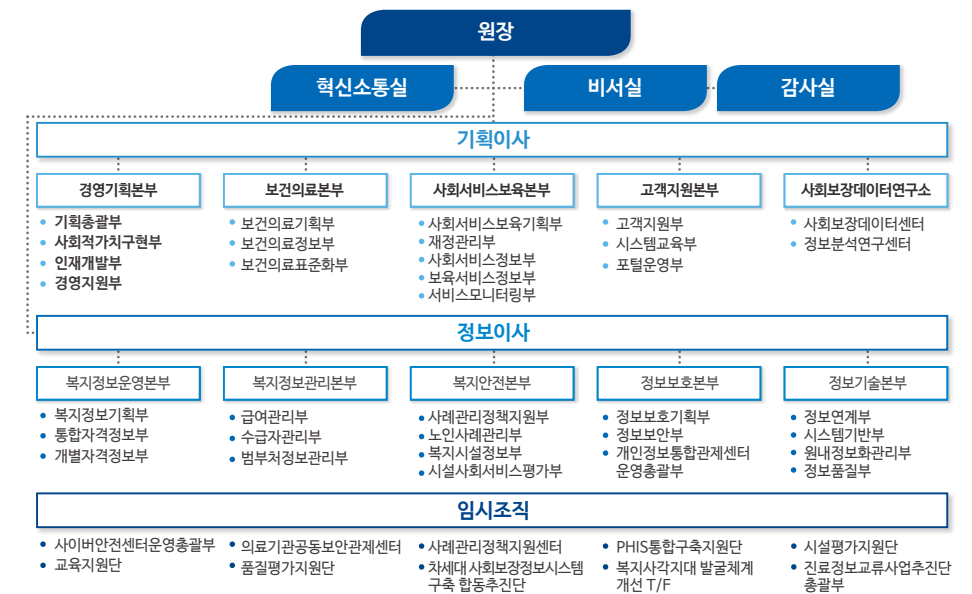 원장
혁신소통실
비서실
감사실
기획이사
경영기획본부
• 기획총괄부
• 사회적가치구현부
• 인재개발부
• 경영지원부
보건의료본부
• 보건의료기획부
• 보건의료정보부
• 보건의료표준화부
사회서비스보육본부
• 사회서비스보육기획부
• 재정관리부
• 사회서비스정보부
• 보육서비스정보부
• 서비스모니터링부
고객지원본부
• 고객지원부
• 시스템교육부
• 포털운영부
사회보장데이터연구소
• 사회보장데이터센터
• 정보분석연구센터
정보이사
복지정보운영본부
• 복지정보기획부
• 통합자격정보부
• 개별자격정보부
복지정보관리본부
• 급여관리부
• 수급자관리부
• 범부처정보관리부
복지안전본부
• 사례관리정책지원부
• 노인사례관리부
• 복지시설정보부
• 시설사회서비스평가부
정보보호본부
• 정보보호기획부
• 정보보안부
• 개인정보통합관제센터
운영총괄부
정보기술본부
• 정보연계부
• 시스템기반부
• 원내정보화관리부
• 정보품질부
임시조직
• 사이버안전센터운영총괄부
• 교육지원단
• 의료기관공동보안관제센터
• 품질평가지원단
• 사례관리정책지원센터
• 차세대 사회보장정보시스템
구축 합동추진단
• PHIS통합구축지원단
• 복지사각지대 발굴체계
개선 T/F
• 시설평가지원단
• 진료정보교류사업추진단
총괄부